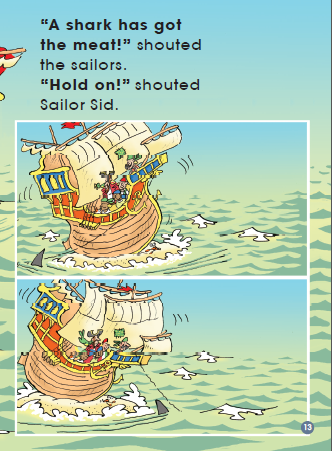 “A shark has got
the meat!” shouted
the sailors.
“Hold on!” shouted
Sailor Sid.
13